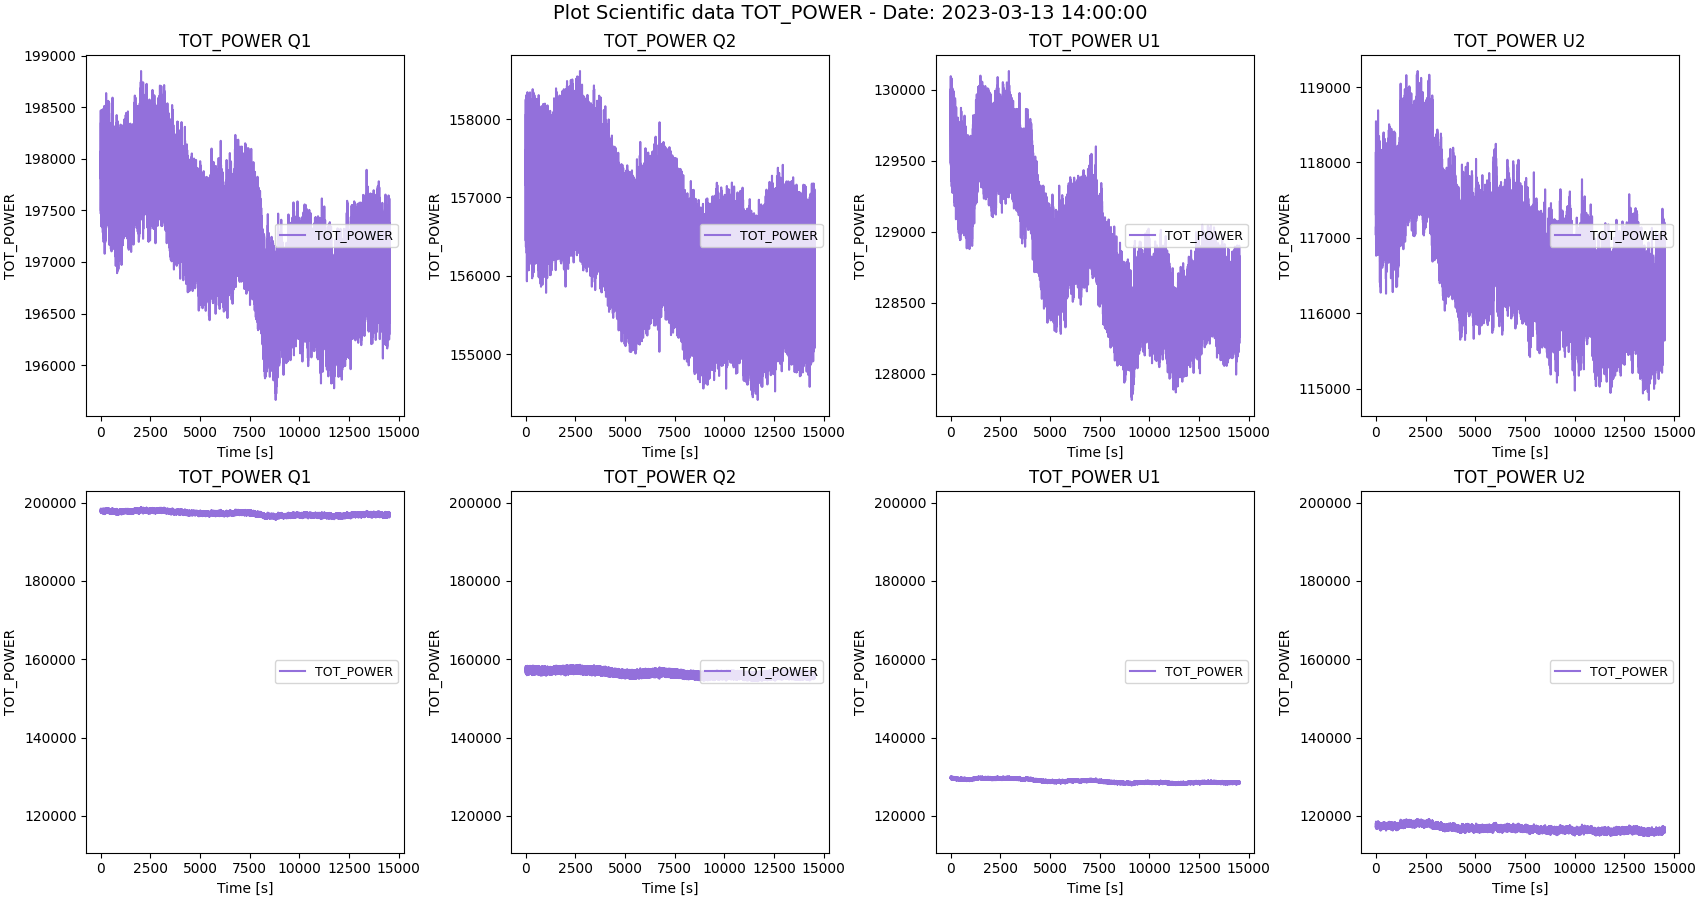 Plot Scientific data TOT_POWER - Date: 2023-03-13 14:00:00
TOT_POWER Q1
TOT_POWER
199000
198500
198000
197500
197000
196500
196000
TOT_POWER
0 2500 5000 7500 10000 12500 15000
Time [s]
TOT_POWER Q2
TOT_POWER
158000
157000
156000
155000
TOT_POWER
0 2500 5000 7500 10000 12500 15000
Time [s]
TOT_POWER U1
TOT_POWER
130000
129500
129000
128500
128000
TOT_POWER
0 2500 5000 7500 10000 12500 15000
Time [s]
TOT_POWER U2
TOT_POWER
119000
118000
117000
116000
115000
TOT_POWER
0 2500 5000 7500 10000 12500 15000
Time [s]
TOT_POWER Q1
TOT_POWER
200000
180000
160000
140000
120000
TOT_POWER
0 2500 5000 7500 10000 12500 15000
Time [s]
TOT_POWER Q2
TOT_POWER
200000
180000
160000
140000
120000
TOT_POWER
0 2500 5000 7500 10000 12500 15000
Time [s]
TOT_POWER U1
TOT_POWER
200000
180000
160000
140000
120000
TOT_POWER
0 2500 5000 7500 10000 12500 15000
Time [s]
TOT_POWER U2
TOT_POWER
200000
180000
160000
140000
120000
TOT_POWER
0 2500 5000 7500 10000 12500 15000
Time [s]